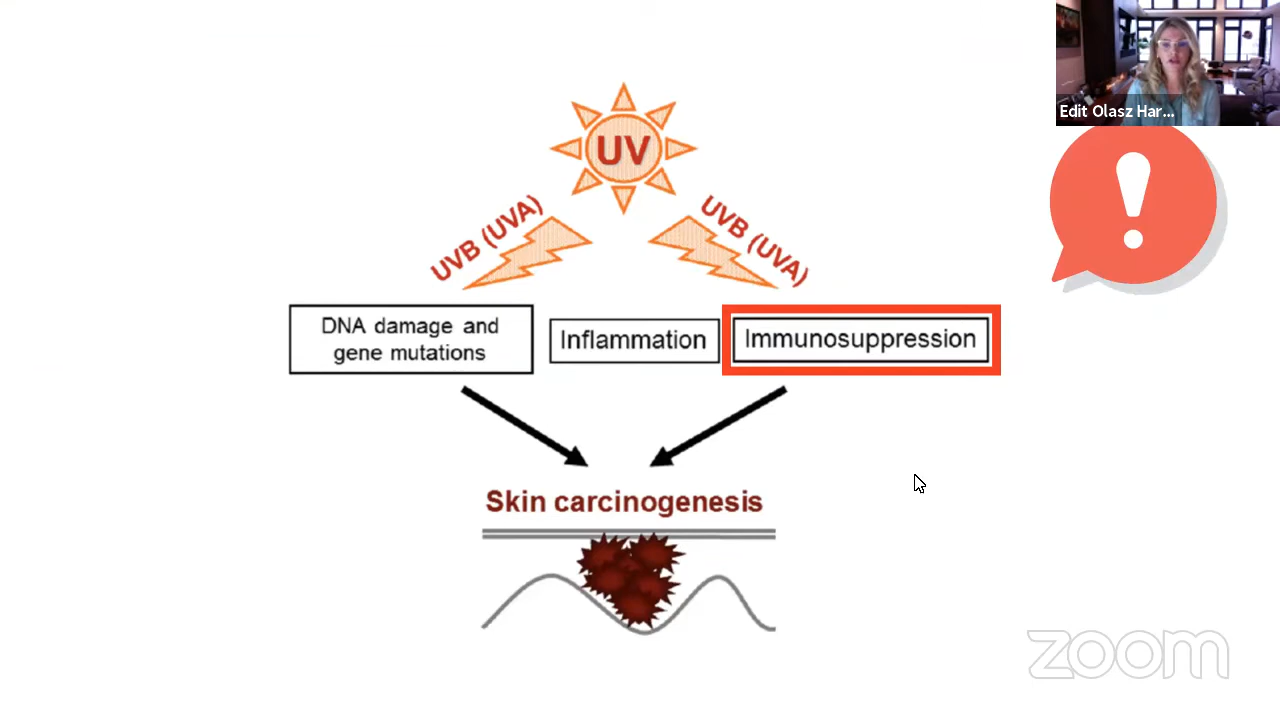 Edit Olasz Har...
UV
UVB (UVA)
UVB (UVA)
DNA damage and
gene mutations
Inflammation
Immunosuppression
Skin carcinogenesis
zoom